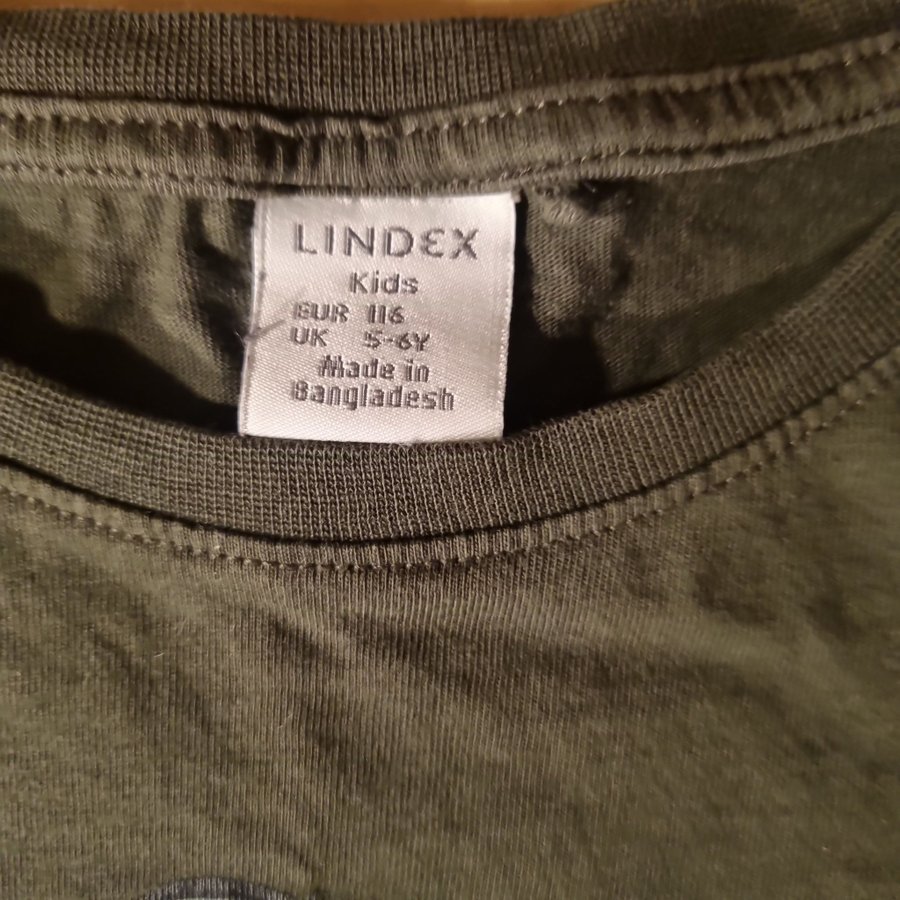 LINDEX
Kids
EUR 116
UK 5-6Y
Made in
Bangladesh